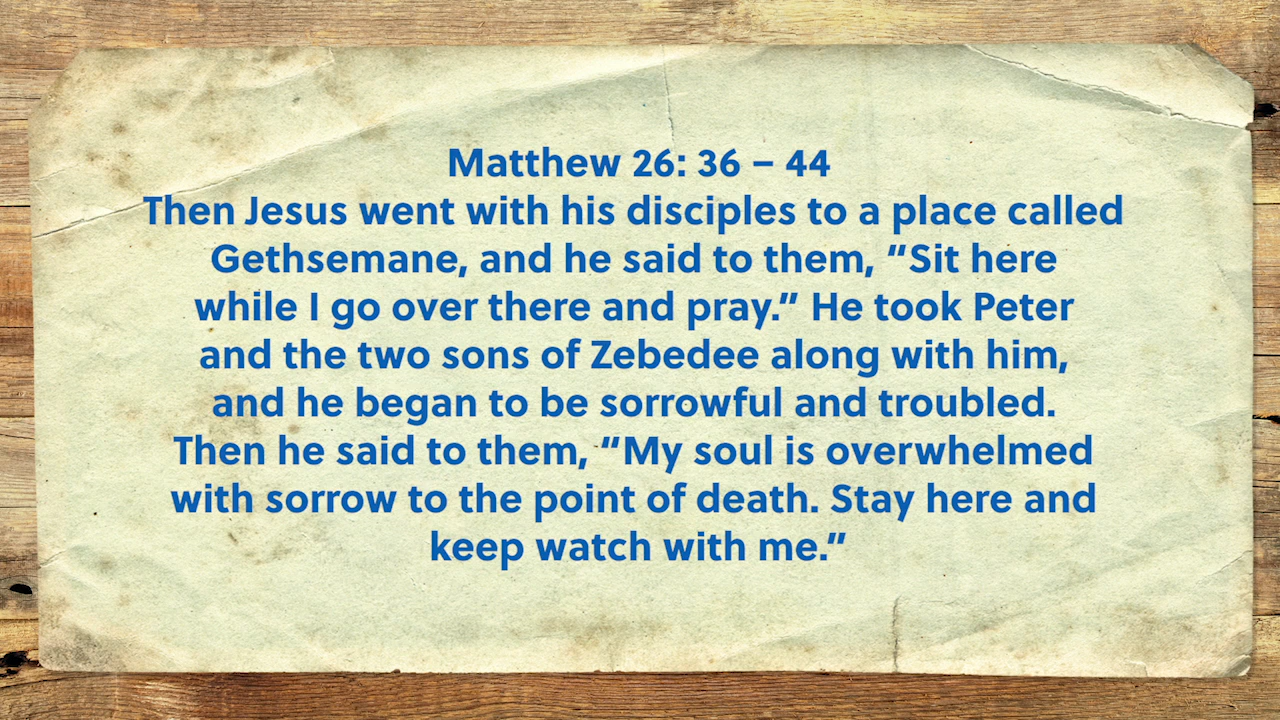 Matthew 26: 36 – 44
Then Jesus went with his disciples to a place called
Gethsemane, and he said to them, “Sit here
while I go over there and pray.” He took Peter
and the two sons of Zebedee along with him,
and he began to be sorrowful and troubled.
Then he said to them, “My soul is overwhelmed
with sorrow to the point of death. Stay here and
keep watch with me.”